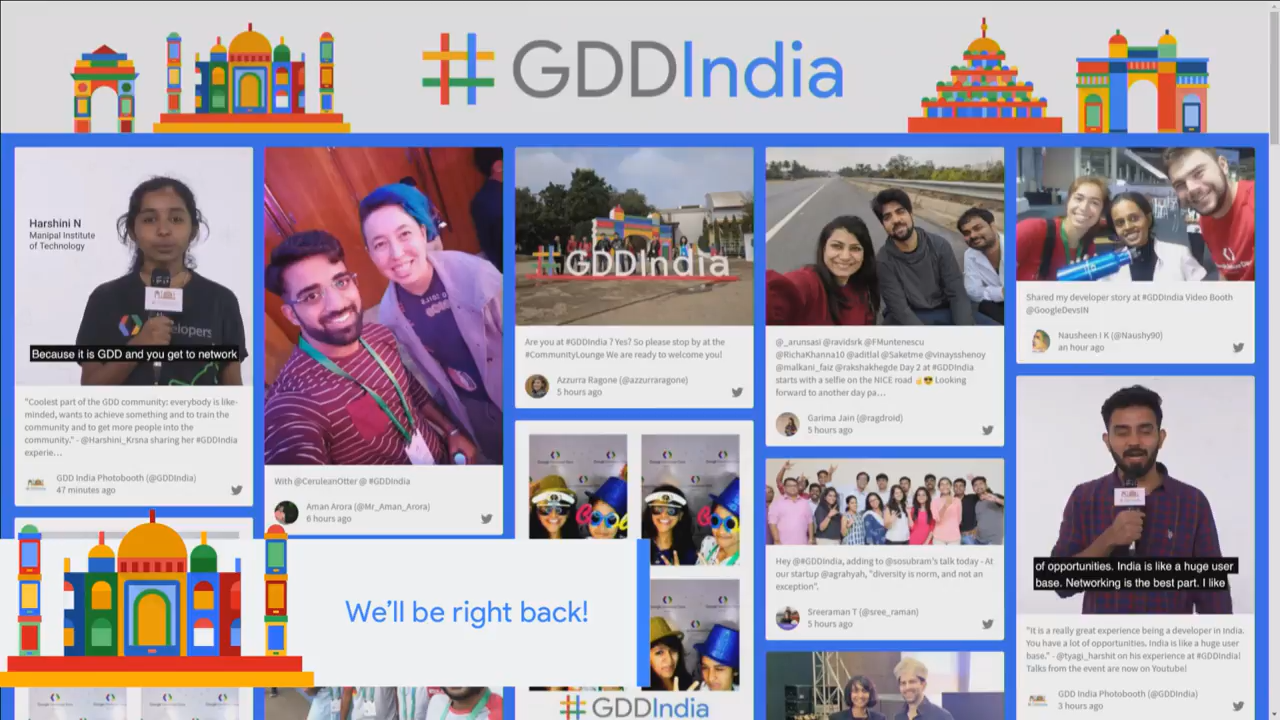 #GDDIndia
Harshini N
Manipal Institute
of Technology
Because it is GDD and you get to network
"Coolest part of the GDD community: everybody is like-
minded, wants to achieve something and to train the
community and to get more people into the
community." - @Harshini_Krsna sharing her #GDDIndia
experie…
GDD India Photobooth (@GDDIndia)
47 minutes ago
With @CeruleanOtter @ #GDDIndia
Aman Arora (@Mr_Aman_Arora)
6 hours ago
#GDDIndia
Are you at #GDDIndia ? Yes? So please stop by at the
#CommunityLounge We are ready to welcome you!
Azzurra Ragone (@azzurraragone)
5 hours ago
#GDDIndia
@_arunsasi @ravidsrk @FMuntenescu
@RichaKhanna10 @aditlal @Saketme @vinaysshenoy
@malkani_faiz @rakshakhegde Day 2 at #GDDIndia
starts with a selfie on the NICE road ☝😎 Looking
forward to another day pa…
Garima Jain (@ragdroid)
5 hours ago
Hey @#GDDIndia, adding to @sosubram's talk today - At
our startup @agrahyah, "diversity is norm, and not an
exception".
Sreeraman T (@sree_raman)
5 hours ago
Shared my developer story at #GDDIndia Video Booth
@GoogleDevsIN
Nausheen I K (@Naushy90)
an hour ago
of opportunities. India is like a huge user
base. Networking is the best part. I like
"It is a really great experience being a developer in India.
You have a lot of opportunities. India is like a huge user
base." - @tyagi_harshit on his experience at #GDDIndia!
Talks from the event are now on Youtube!
GDD India Photobooth (@GDDIndia)
3 hours ago
We'll be right back!